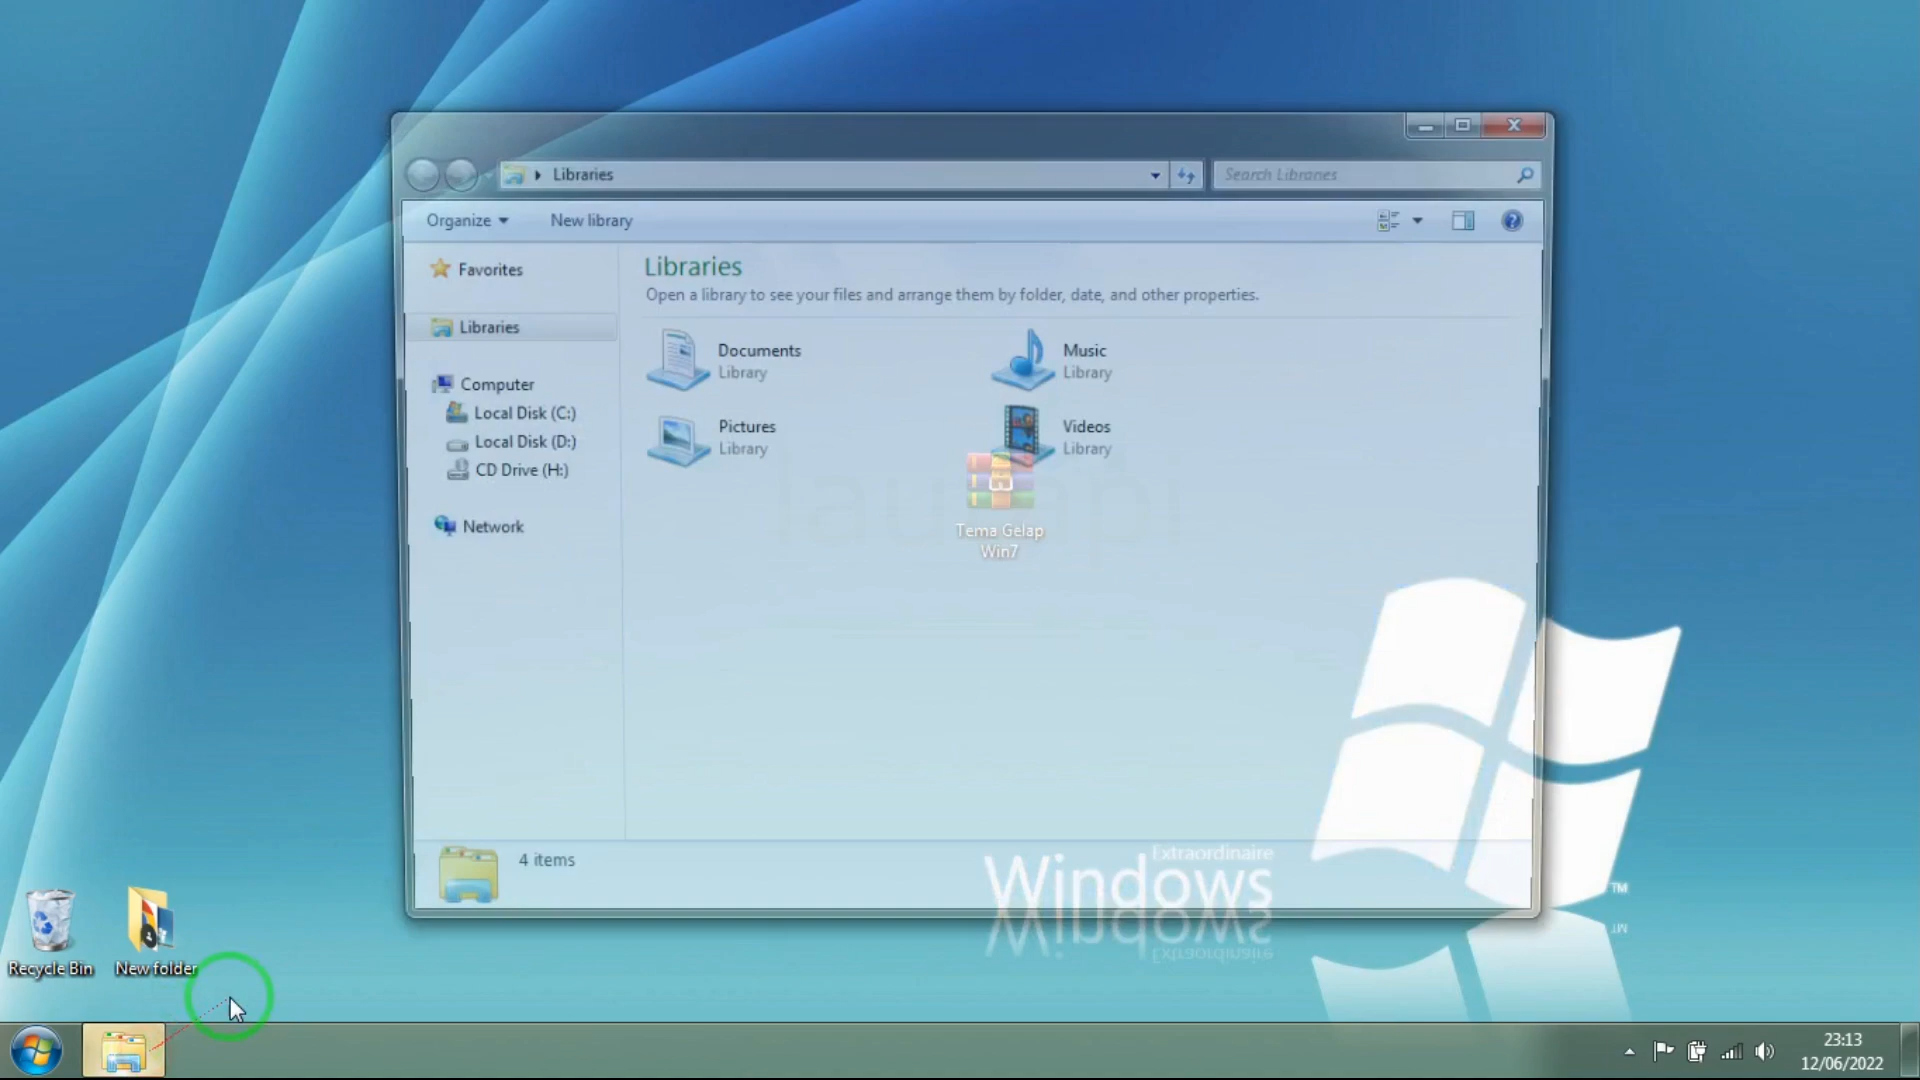 Libraries
Search Libraries
Organize
New library
Favorites
Libraries
Computer
Local Disk (C:)
Local Disk (D:)
CD Drive (H:)
Network
Libraries
Open a library to see your files and arrange them by folder, date, and other properties.
Documents
Library
Music
Library
Pictures
Library
Videos
Library
Tema Gelap
Win7
4 items
Extraordinaire
Windows
TM
Recycle Bin
New folder
23:13
12/06/2022